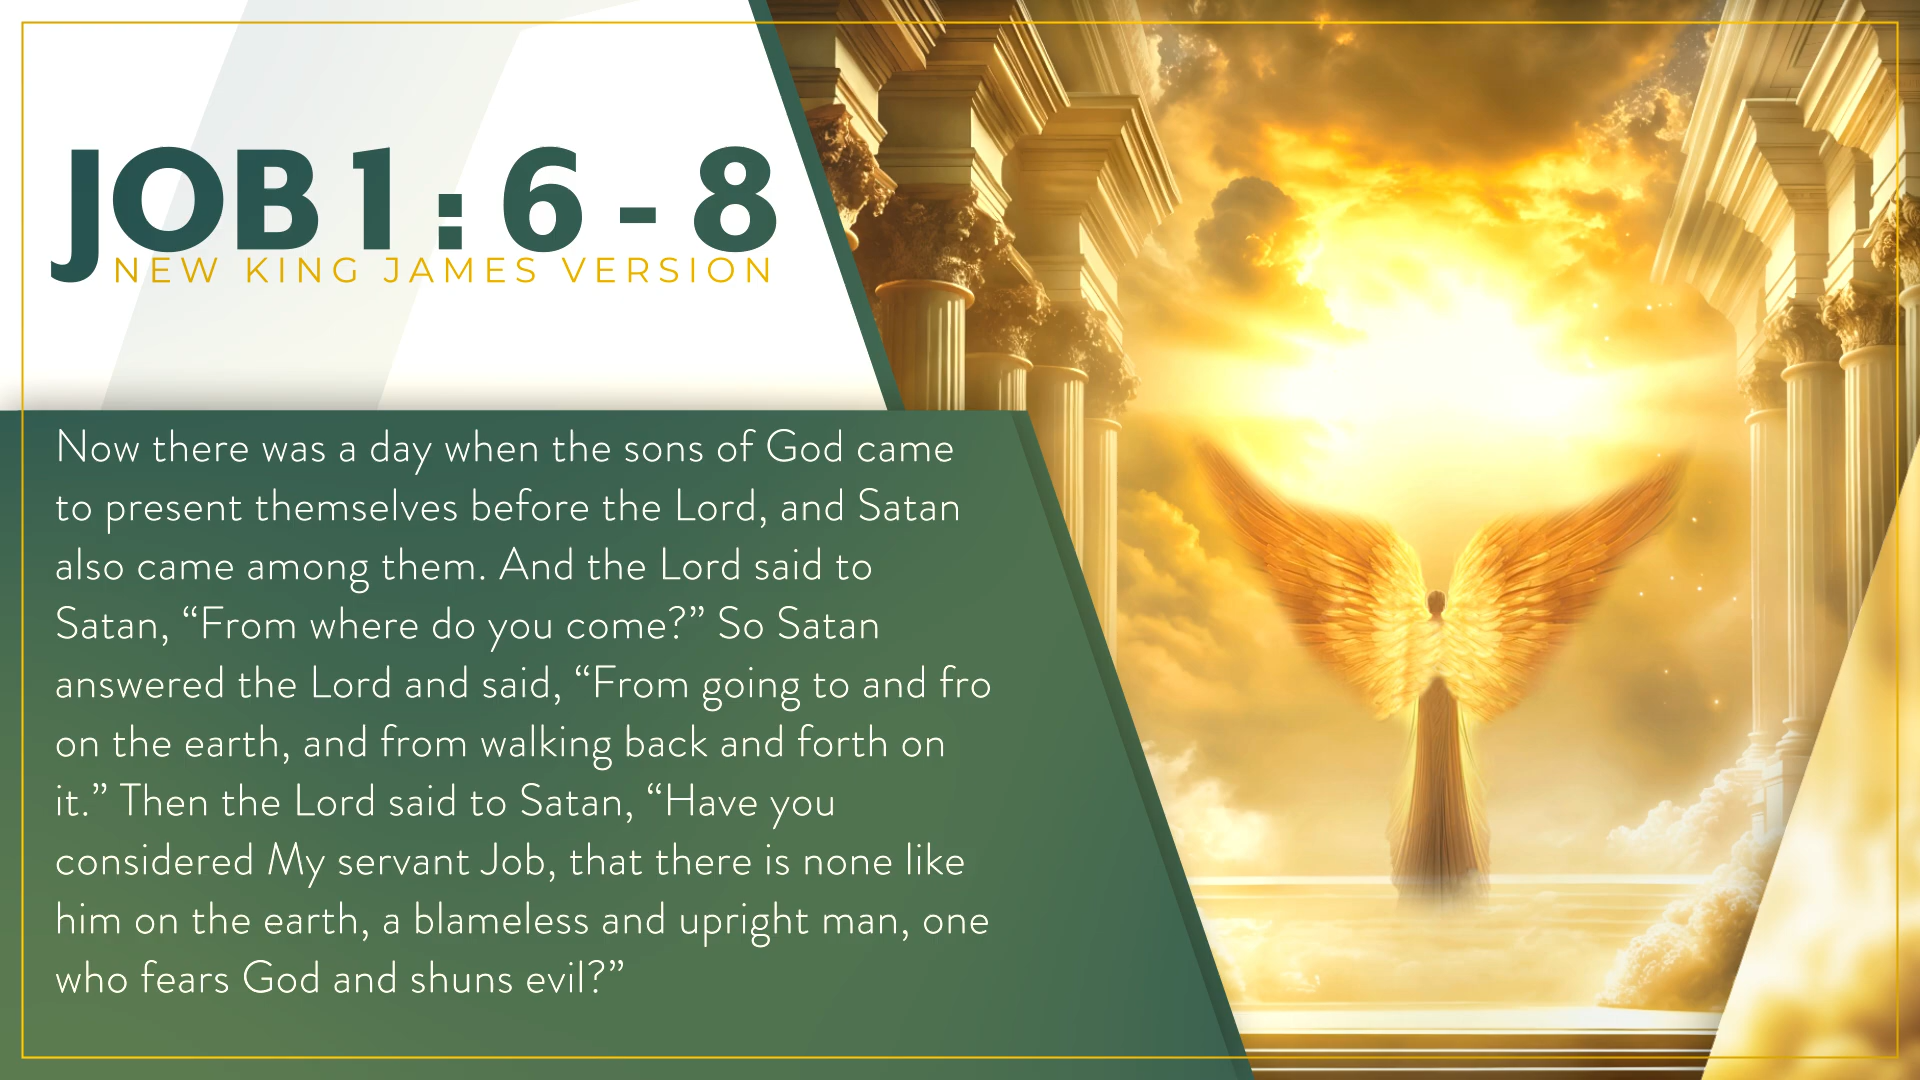 JOB 1:6-8
NEW KING JAMES VERSION
Now there was a day when the sons of God came
to present themselves before the Lord, and Satan
also came among them. And the Lord said to
Satan, “From where do you come?” So Satan
answered the Lord and said, “From going to and fro
on the earth, and from walking back and forth on
it.” Then the Lord said to Satan, “Have you
considered My servant Job, that there is none like
him on the earth, a blameless and upright man, one
who fears God and shuns evil?”